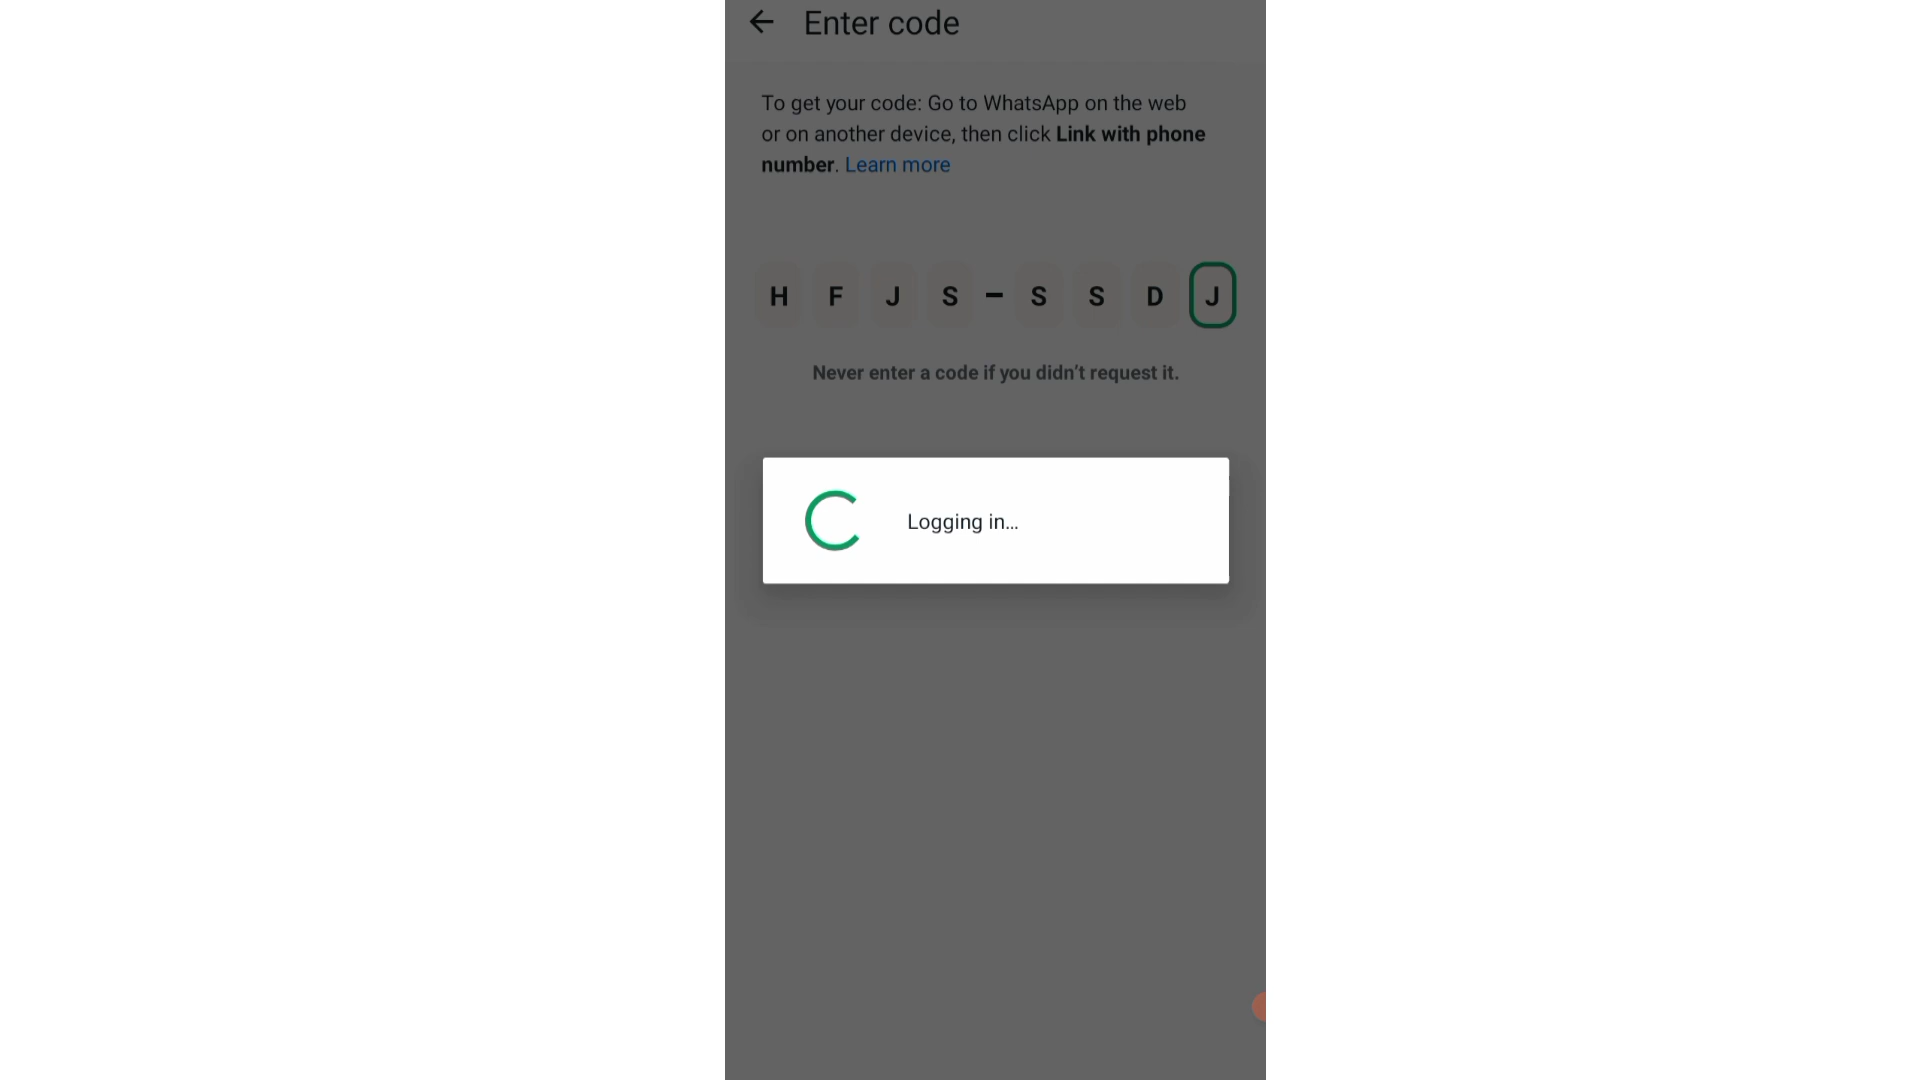 Enter code
To get your code: Go to WhatsApp on the web
or on another device, then click Link with phone
number. Learn more
H F J S – S S D J
Never enter a code if you didn’t request it.
Logging in...